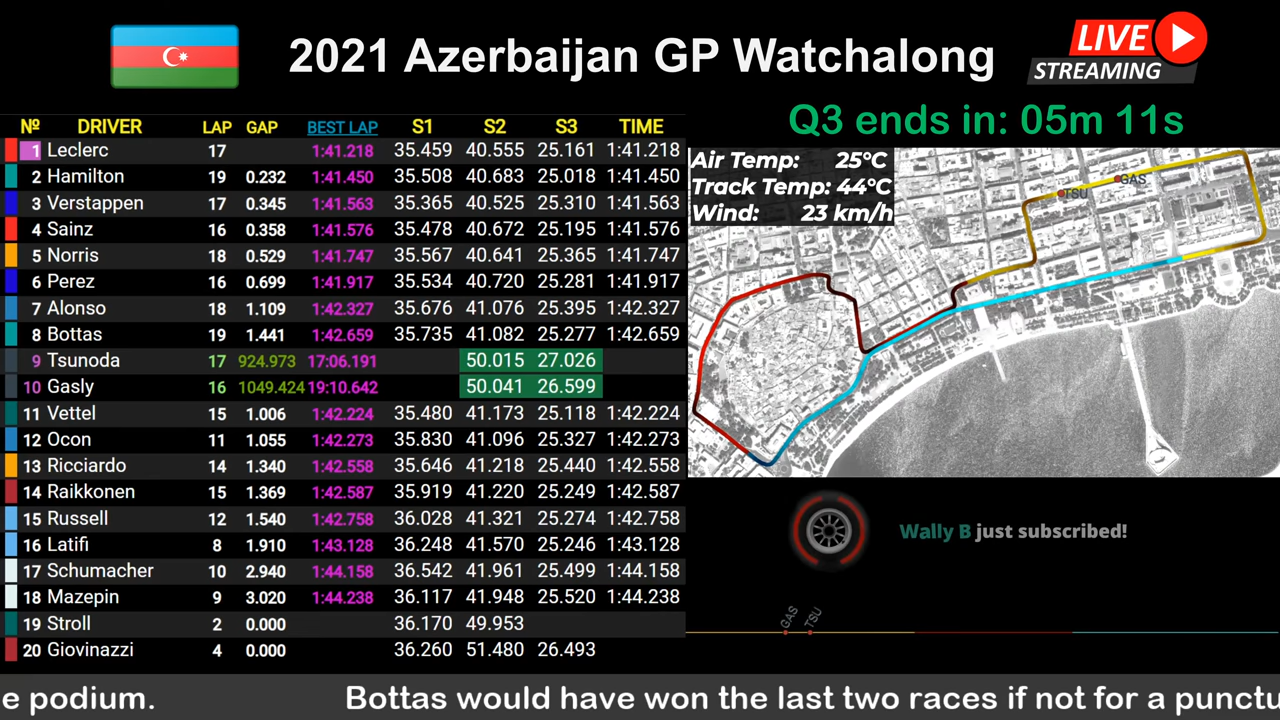 2021 Azerbaijan GP Watchalong
LIVE
STREAMING
Q3 ends in: 05m 11s
Nº DRIVER LAP GAP BEST LAP S1 S2 S3 TIME
1 Leclerc 17 1:41.218 35.459 40.555 25.161 1:41.218
2 Hamilton 19 0.232 1:41.450 35.508 40.883 25.018 1:41.450
3 Verstappen 17 0.345 1:41.563 35.365 40.525 25.310 1:41.563
4 Sainz 16 0.358 1:41.576 35.478 40.672 25.195 1:41.576
5 Norris 18 0.529 1:41.747 35.567 40.641 25.365 1:41.747
6 Perez 16 0.699 1:41.917 35.534 40.720 25.281 1:41.917
7 Alonso 18 1.109 1:42.327 35.676 41.076 25.395 1:42.327
8 Bottas 19 1.441 1:42.659 35.735 41.082 25.277 1:42.659
9 Tsunoda 17 924.973 17:06.191 50.015 27.026
10 Gasly 16 1049.424 19:10.642 50.041 26.599
11 Vettel 15 1.006 1:42.224 35.480 41.173 25.118 1:42.224
12 Ocon 11 1.055 1:42.273 35.830 41.096 25.327 1:42.273
13 Ricciardo 14 1.340 1:42.558 35.646 41.218 25.440 1:42.558
14 Raikkonen 15 1.369 1:42.587 35.919 41.220 25.249 1:42.587
15 Russell 12 1.540 1:42.758 36.028 41.321 25.274 1:42.758
16 Latifi 8 1.910 1:43.128 36.248 41.570 25.246 1:43.128
17 Schumacher 10 2.940 1:44.158 36.542 41.961 25.499 1:44.158
18 Mazepin 9 3.020 1:44.238 36.117 41.948 25.520 1:44.238
19 Stroll 2 0.000 36.170 49.953
20 Giovinazzi 4 0.000 36.260 51.480 26.493
Air Temp: 25°C
Track Temp: 44°C
Wind: 23 km/h
TSU
GAS
Wally B just subscribed!
GAS
TSU
e podium. Bottas would have won the last two races if not for a punctu